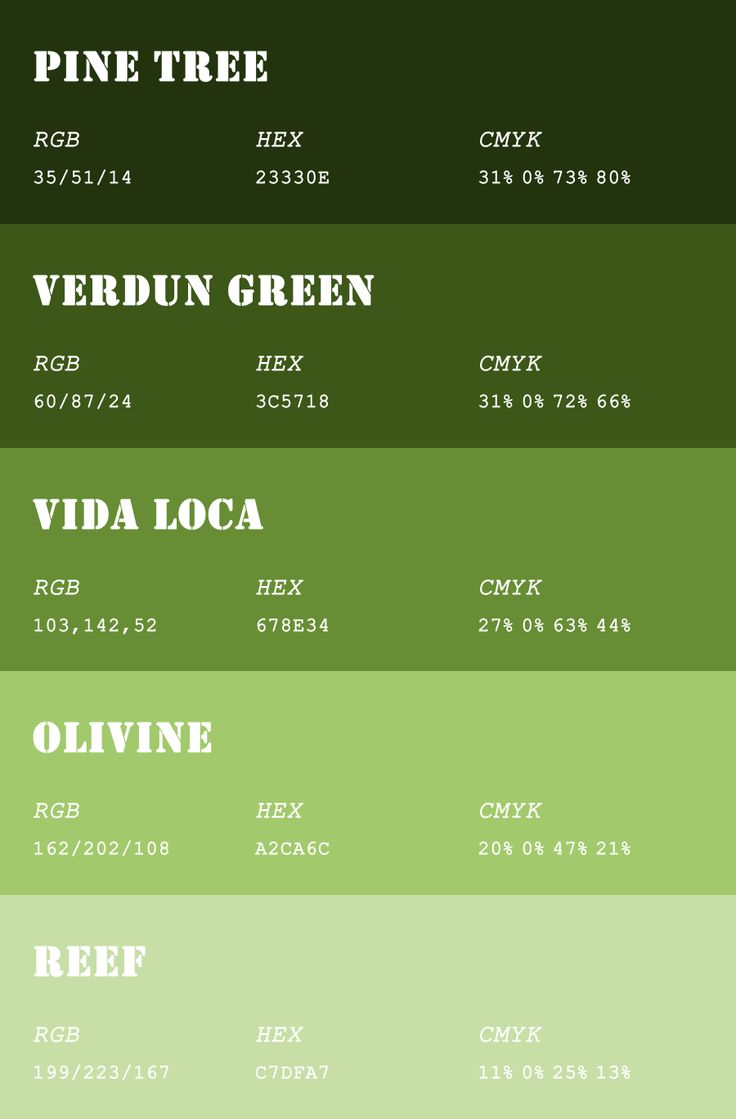 PINE TREE
RGB HEX CMYK
35/51/14 23330E 31% 0% 73% 80%
VERDUN GREEN
RGB HEX CMYK
60/87/24 3C5718 31% 0% 72% 66%
VIDA LOCA
RGB HEX CMYK
103,142,52 678E34 27% 0% 63% 44%
OLIVINE
RGB HEX CMYK
162/202/108 A2CA6C 20% 0% 47% 21%
REEF
RGB HEX CMYK
199/223/167 C7DFA7 11% 0% 25% 13%